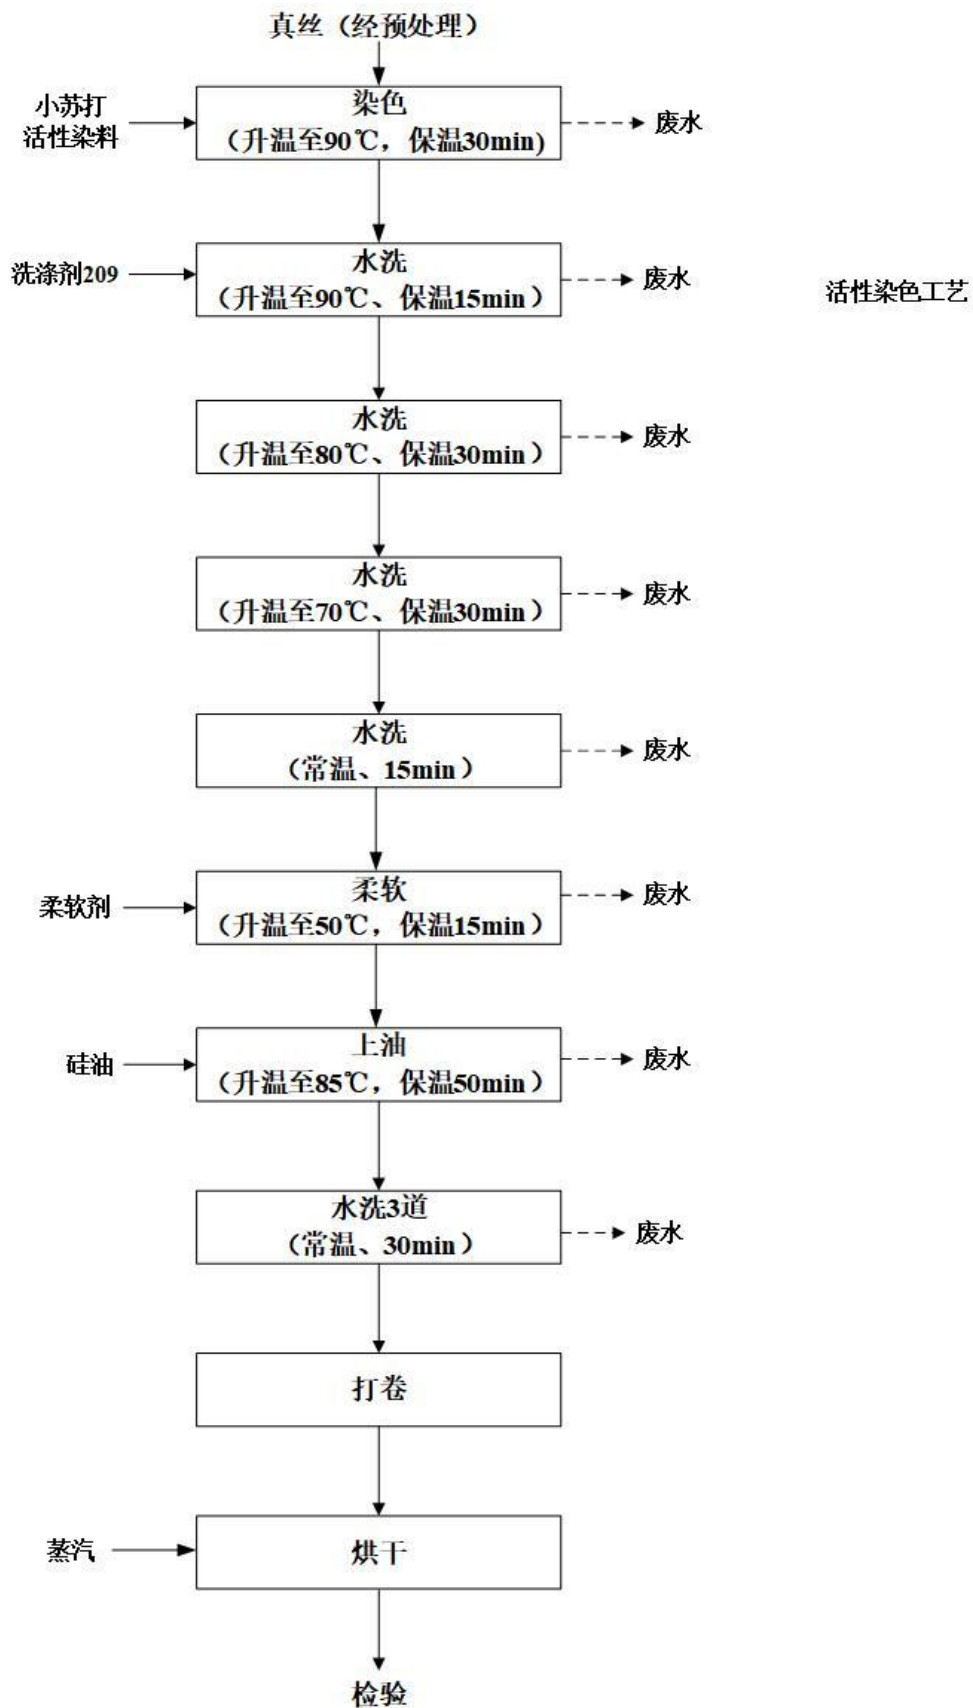 真丝（经预处理）
小苏打
活性染料
染色
（升温至90℃，保温30min)
废水
洗涤剂209
水洗
（升温至90℃、保温15min）
废水
活性染色工艺
水洗
（升温至80℃、保温30min）
废水
水洗
（升温至70℃、保温30min）
废水
水洗
（常温、15min）
废水
柔软剂
柔软
（升温至50℃，保温15min）
废水
硅油
上油
（升温至85℃，保温50min）
废水
水洗3道
（常温、30min）
废水
打卷
蒸汽
烘干
检验